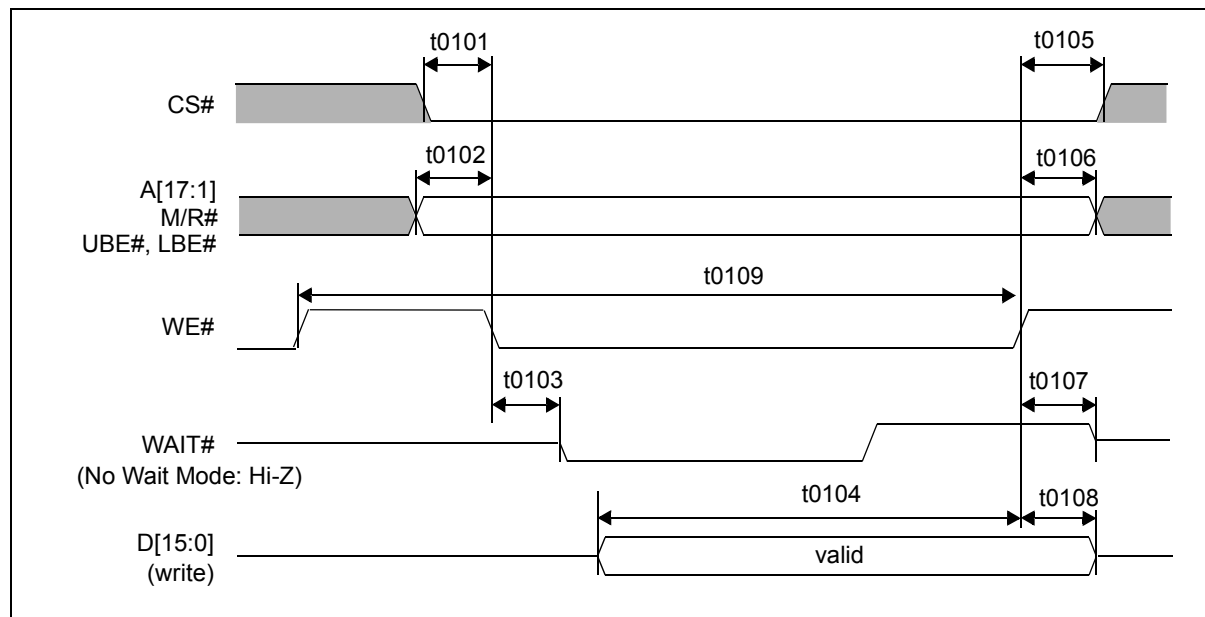 t0101
t0105
CS#
t0102
t0106
A[17:1]
M/R#
UBE#, LBE#
t0109
WE#
t0103
t0107
WAIT#
(No Wait Mode: Hi-Z)
t0104
t0108
D[15:0]
valid
(write)